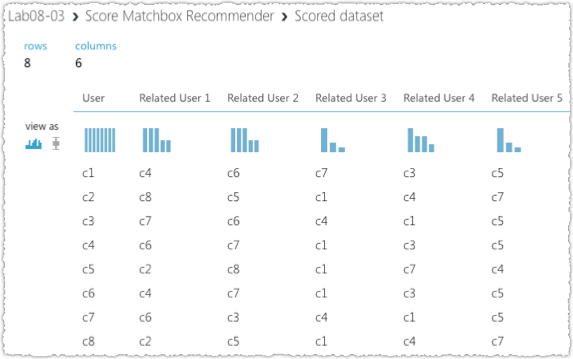 Lab08-03 ❯ Score Matchbox Recommender ❯ Scored dataset
rows columns
8 6
User Related User 1 Related User 2 Related User 3 Related User 4 Related User 5
view as
c1 c4 c6 c7 c3 c5
c2 c8 c5 c1 c4 c7
c3 c7 c6 c4 c1 c5
c4 c6 c7 c1 c3 c5
c5 c2 c8 c1 c7 c4
c6 c4 c7 c1 c3 c5
c7 c6 c3 c4 c1 c5
c8 c2 c5 c1 c4 c7